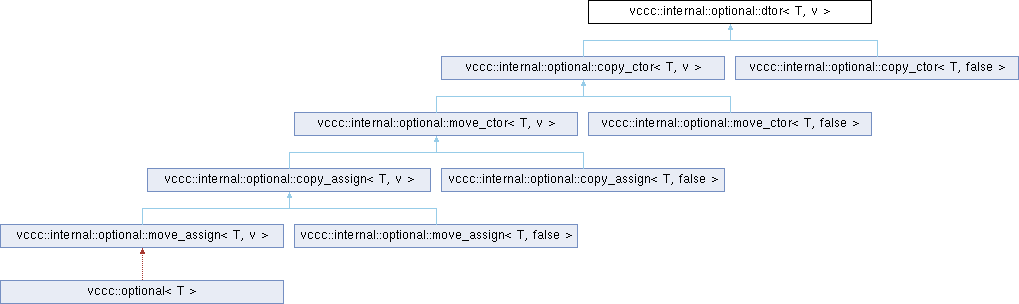 vccc::internal::optional::dtor< T, v >
vccc::internal::optional::copy_ctor< T, v >
vccc::internal::optional::copy_ctor< T, false >
vccc::internal::optional::move_ctor< T, v >
vccc::internal::optional::move_ctor< T, false >
vccc::internal::optional::copy_assign< T, v >
vccc::internal::optional::copy_assign< T, false >
vccc::internal::optional::move_assign< T, v >
vccc::internal::optional::move_assign< T, false >
vccc::optional< T >